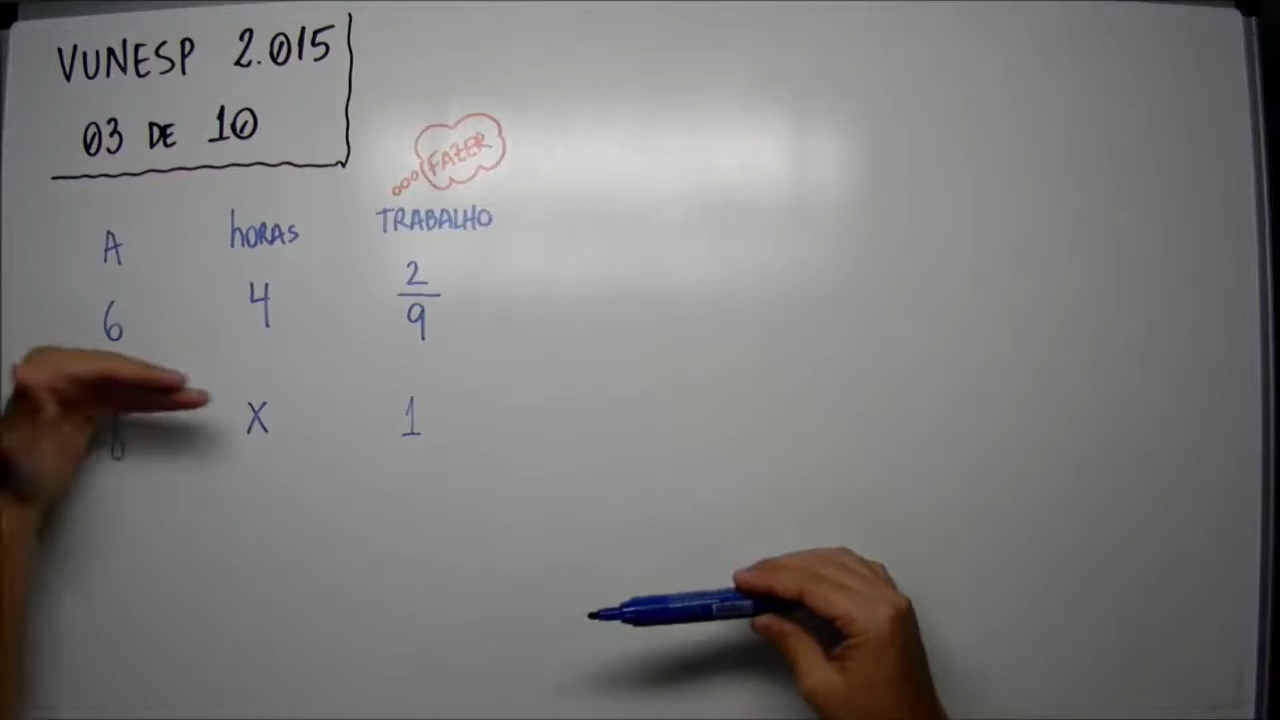 VUNESP 2.015
03 DE 10
FAZER
A horas TRABALHO
6 4 2/9
X 1